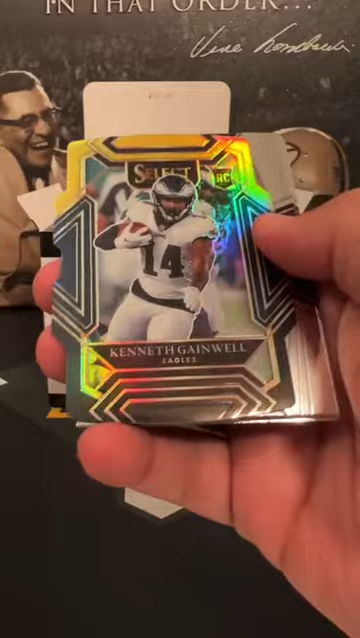 IN THAT ORDER...
Vince Lombardi
SELECT
RC
14
KENNETH GAINWELL
EAGLES